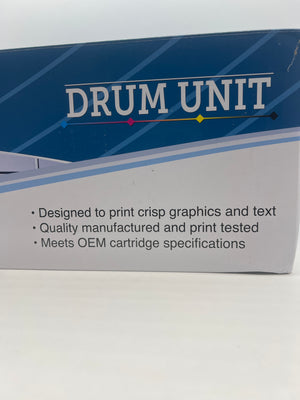 DRUM UNIT
• Designed to print crisp graphics and text
• Quality manufactured and print tested
• Meets OEM cartridge specifications